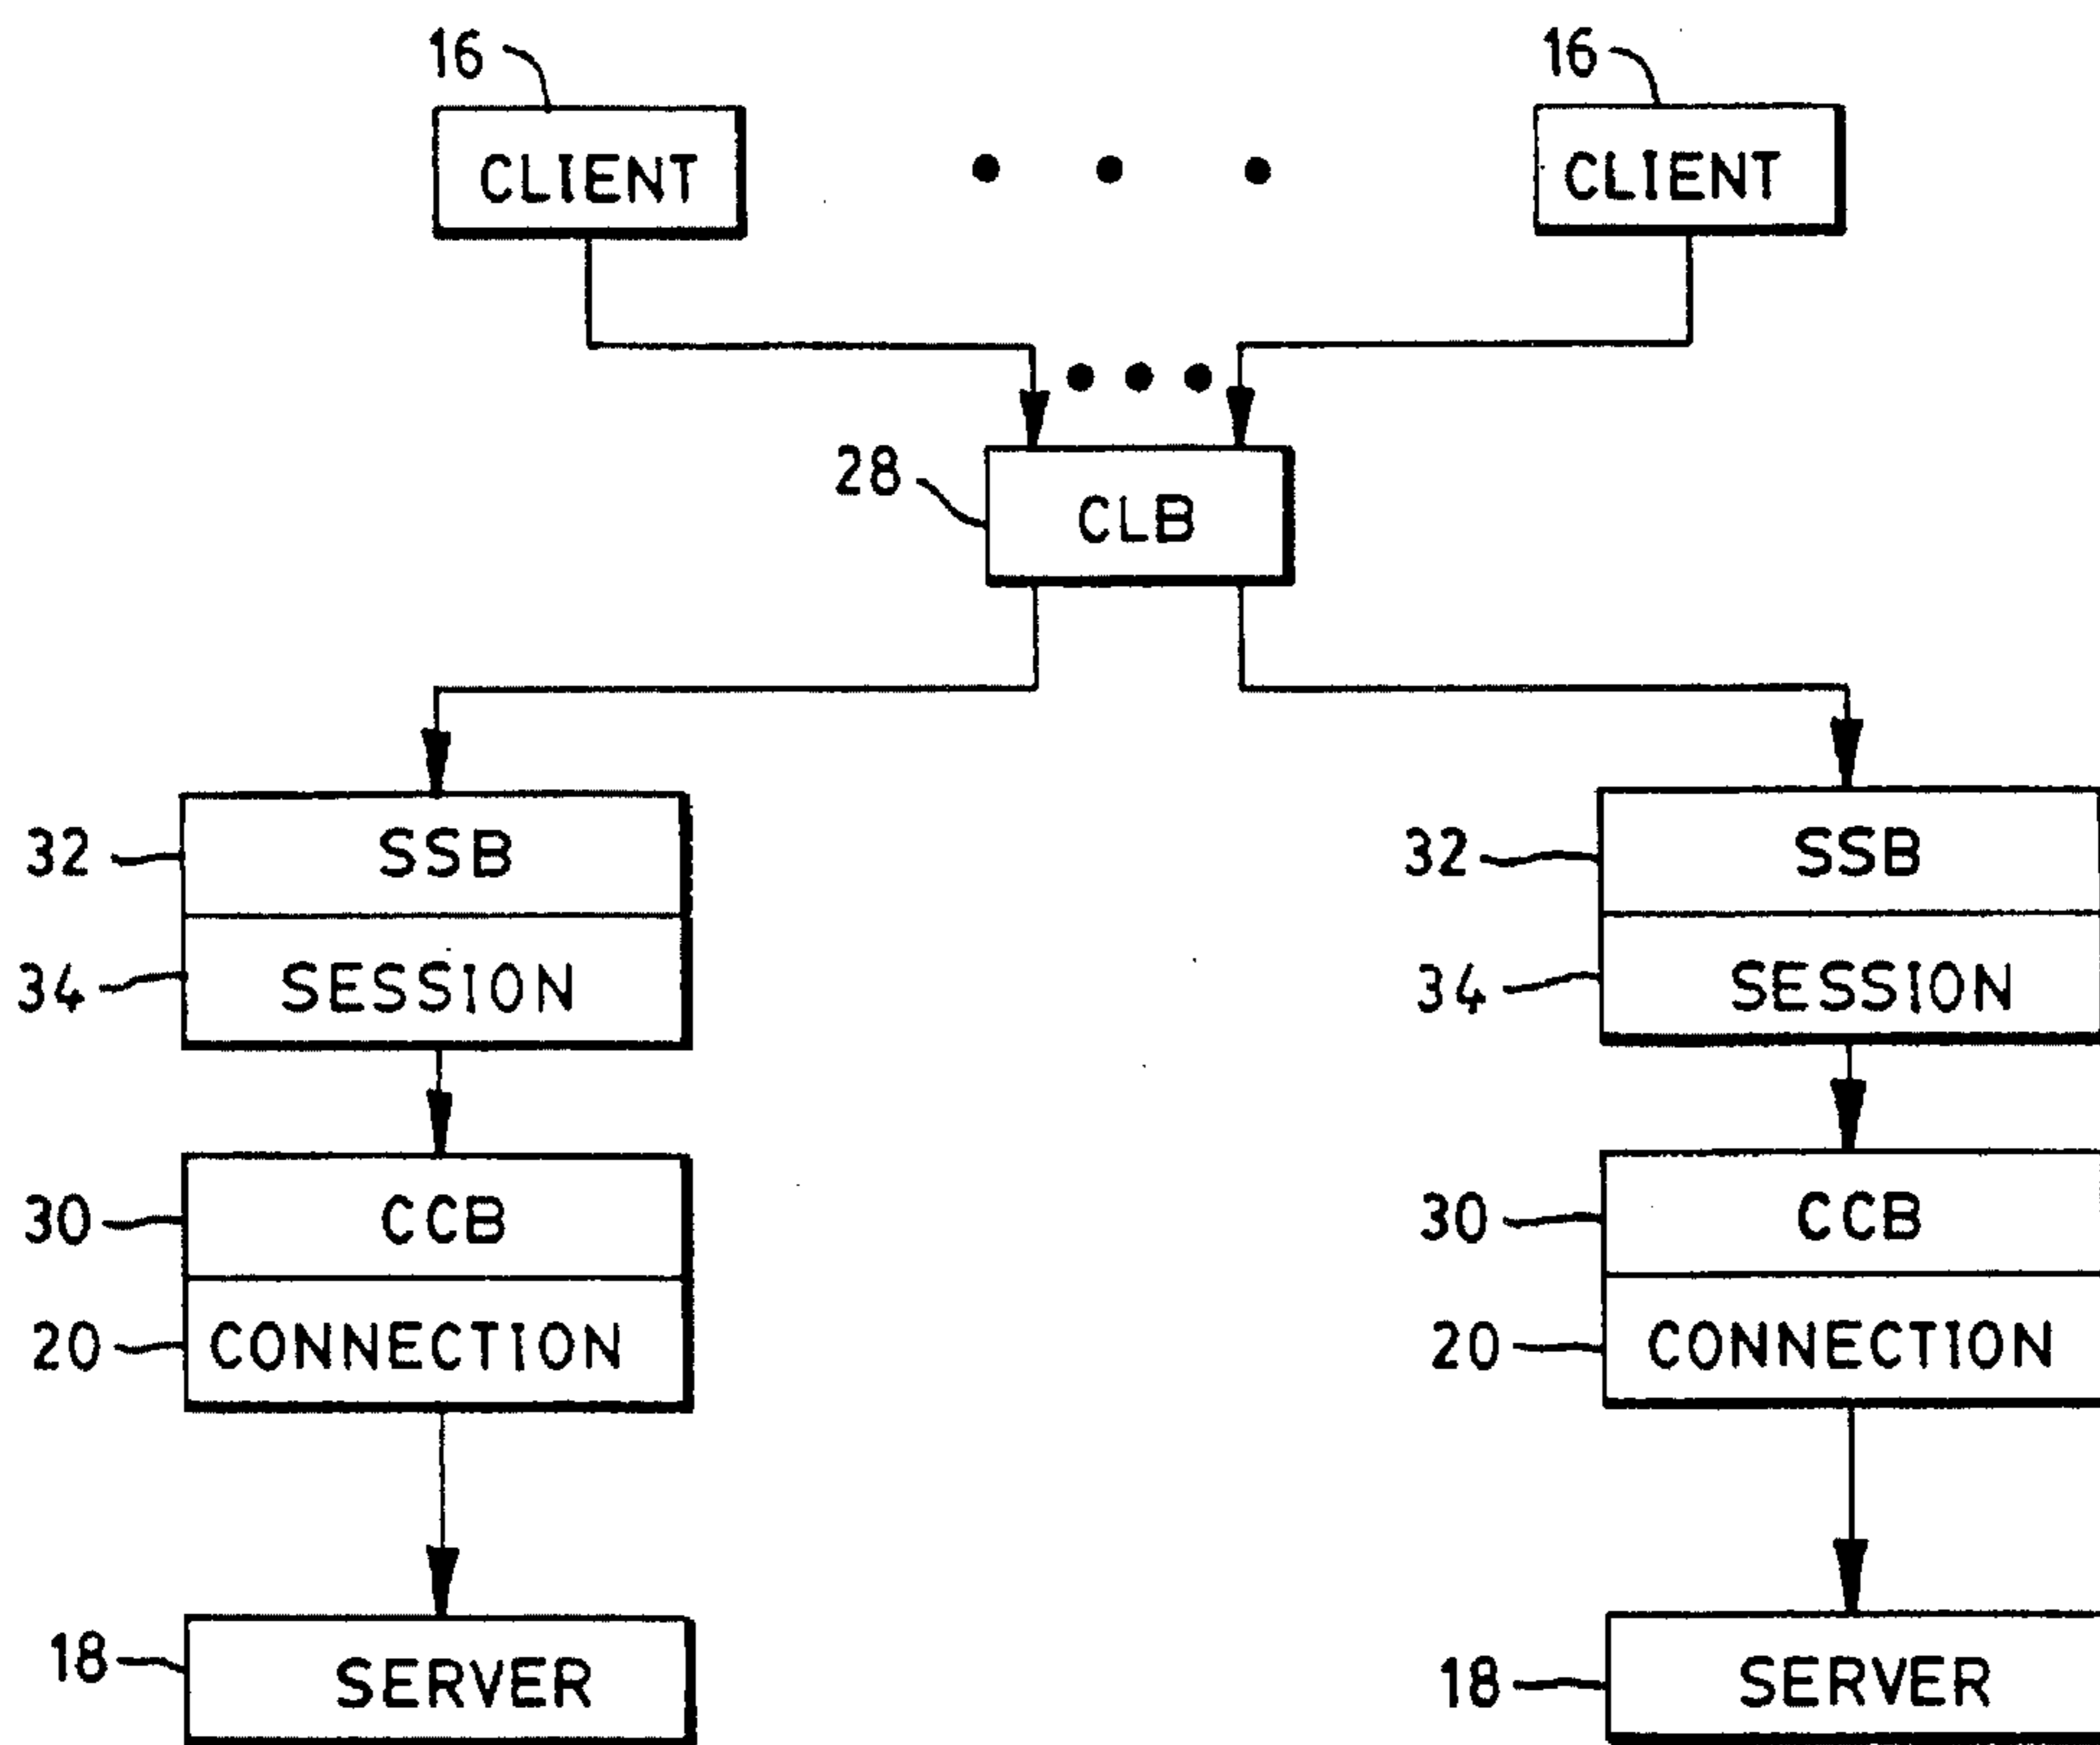 16 16
CLIENT CLIENT
28 CLB
32 SSB 32 SSB
34 SESSION 34 SESSION
30 CCB 30 CCB
20 CONNECTION 20 CONNECTION
18 SERVER 18 SERVER